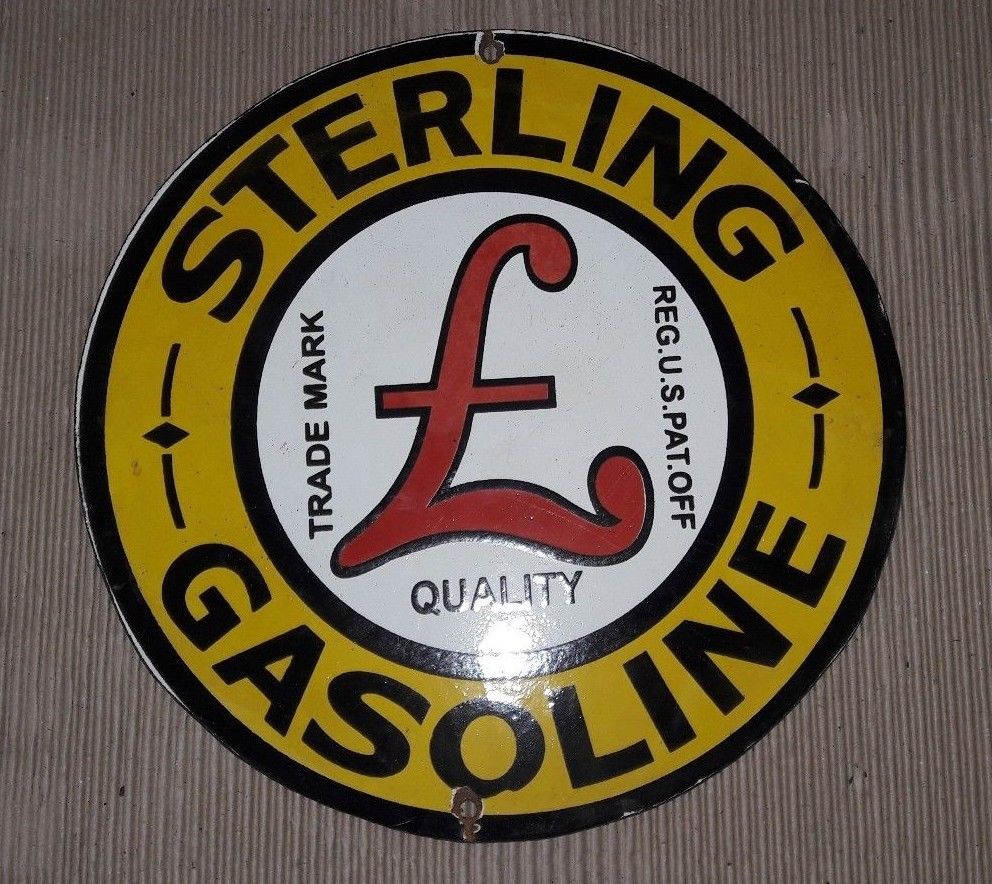 STERLING
TRADE MARK
£
REG.U.S.PAT.OFF
QUALITY
GASOLINE